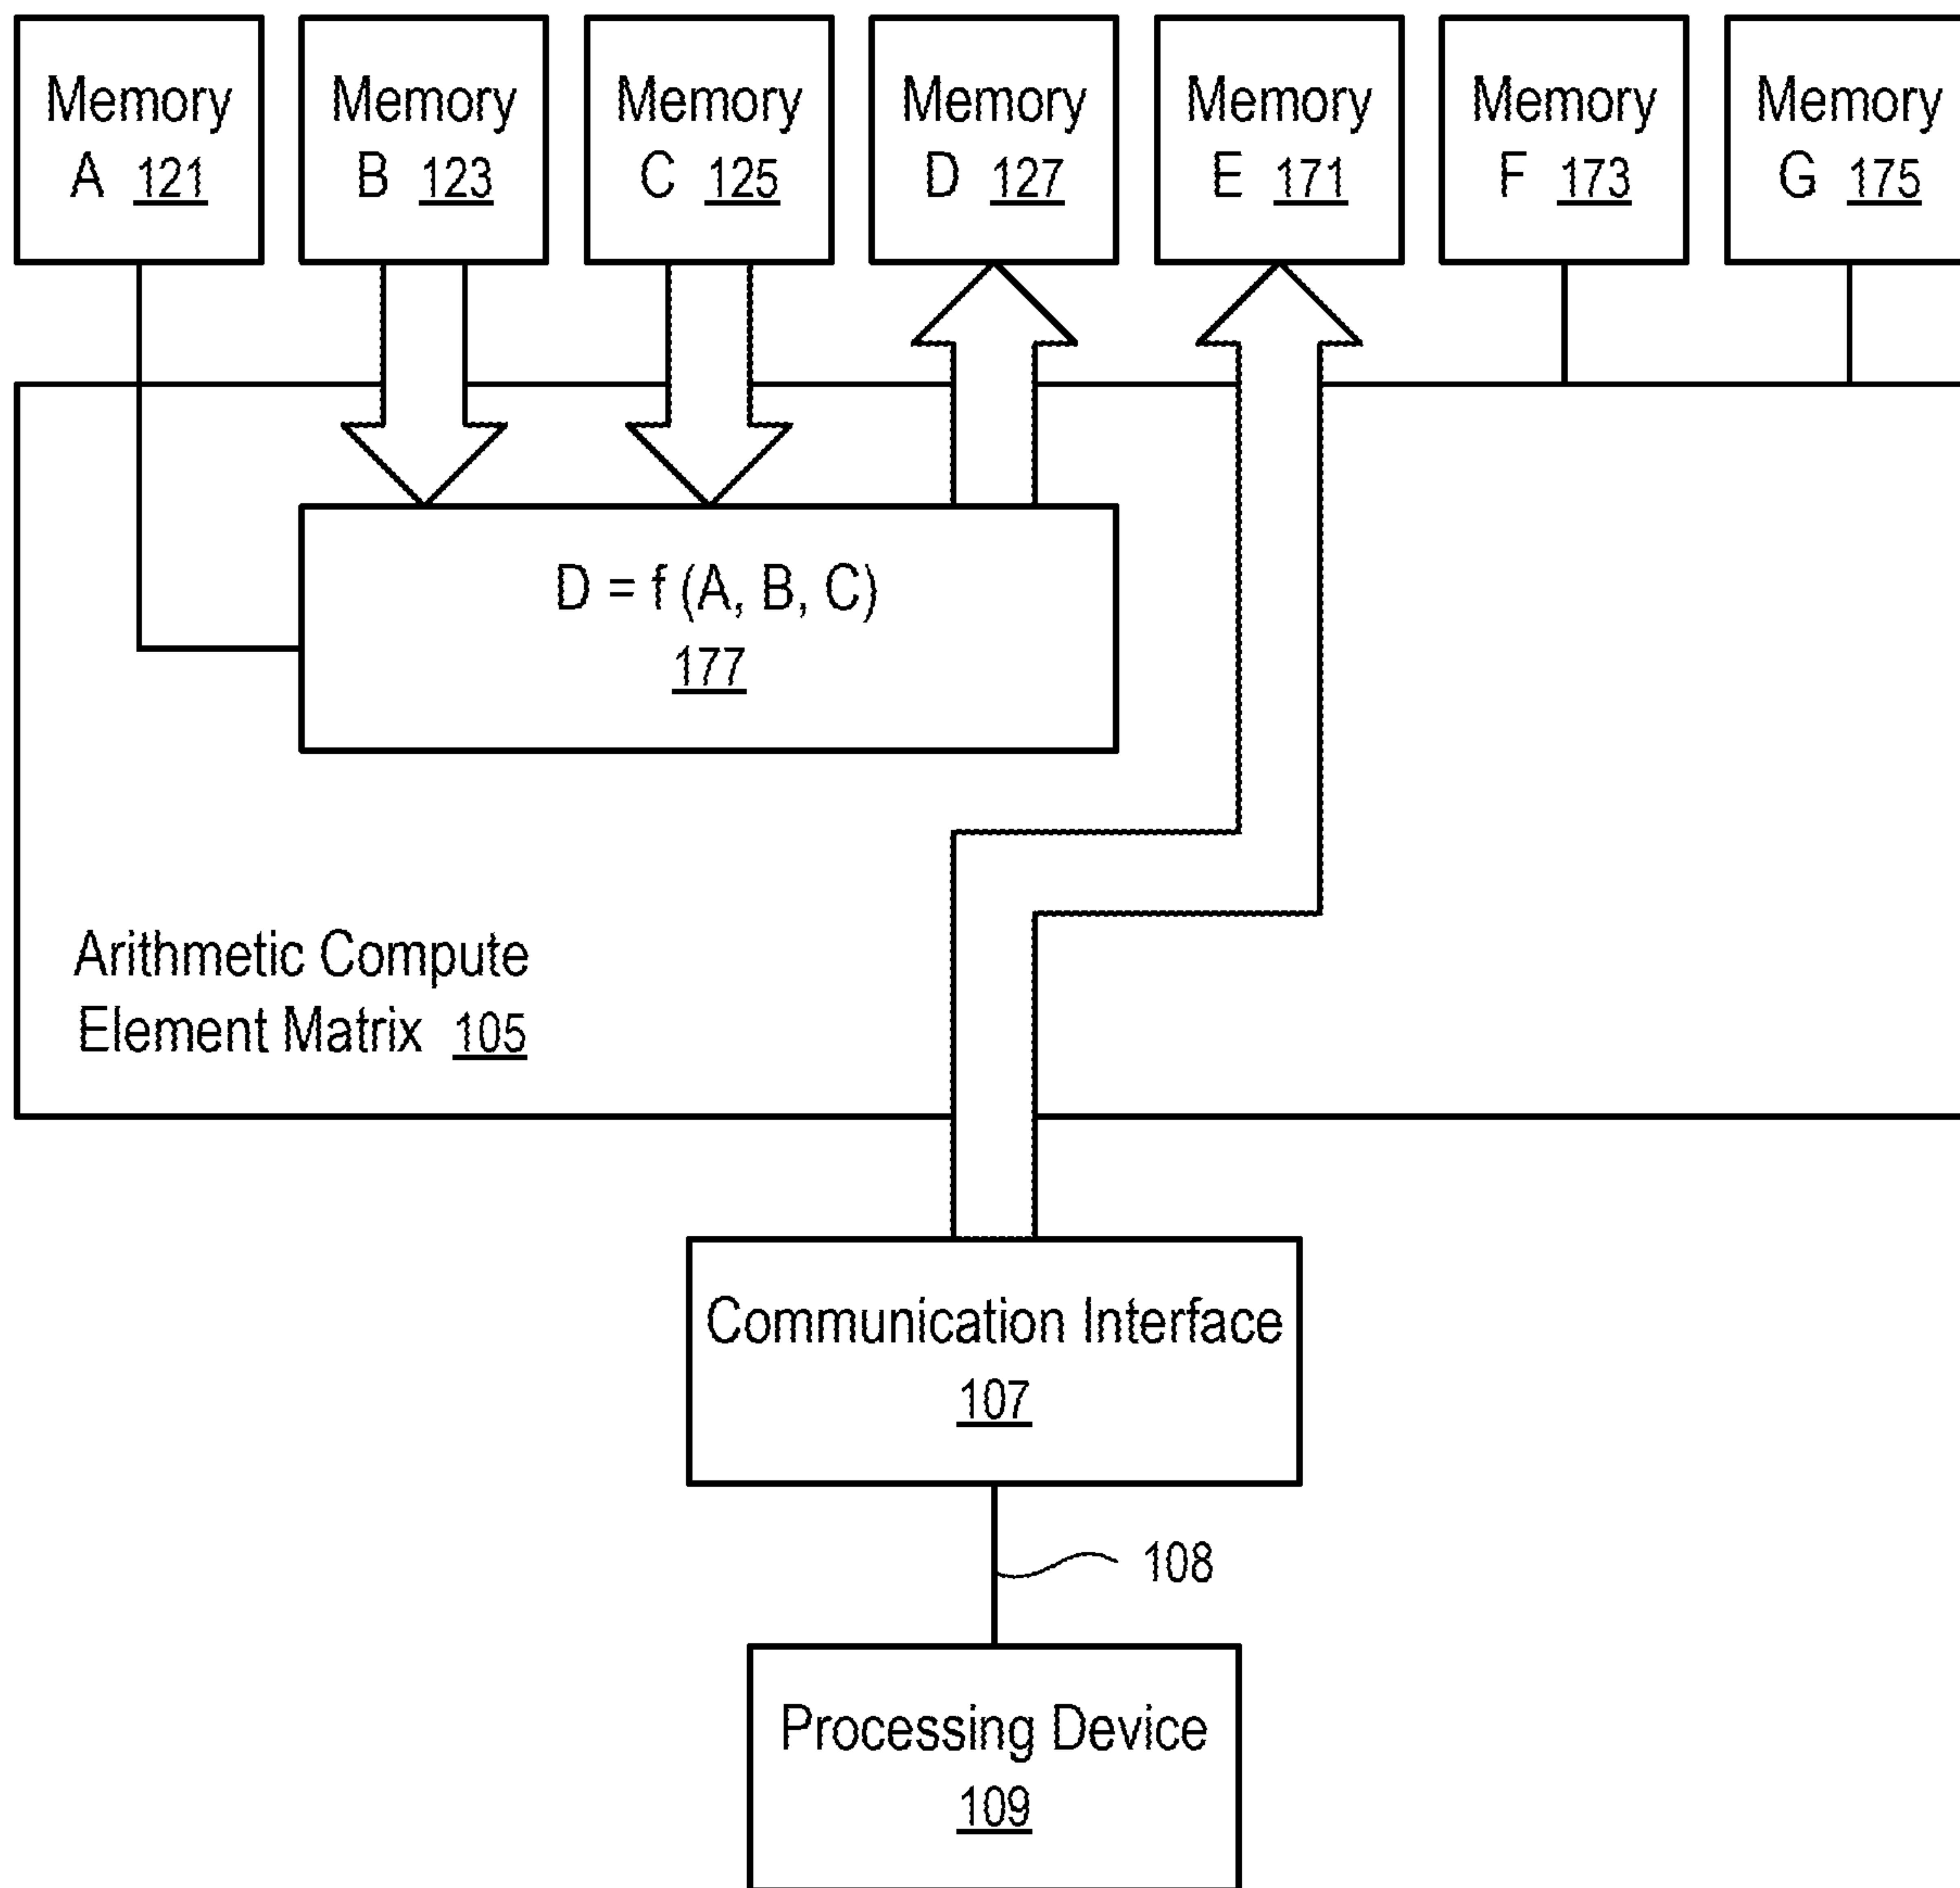 Memory
A 121
Memory
B 123
Memory
C 125
Memory
D 127
Memory
E 171
Memory
F 173
Memory
G 175
D = f (A, B, C)
177
Arithmetic Compute
Element Matrix 105
Communication Interface
107
108
Processing Device
109